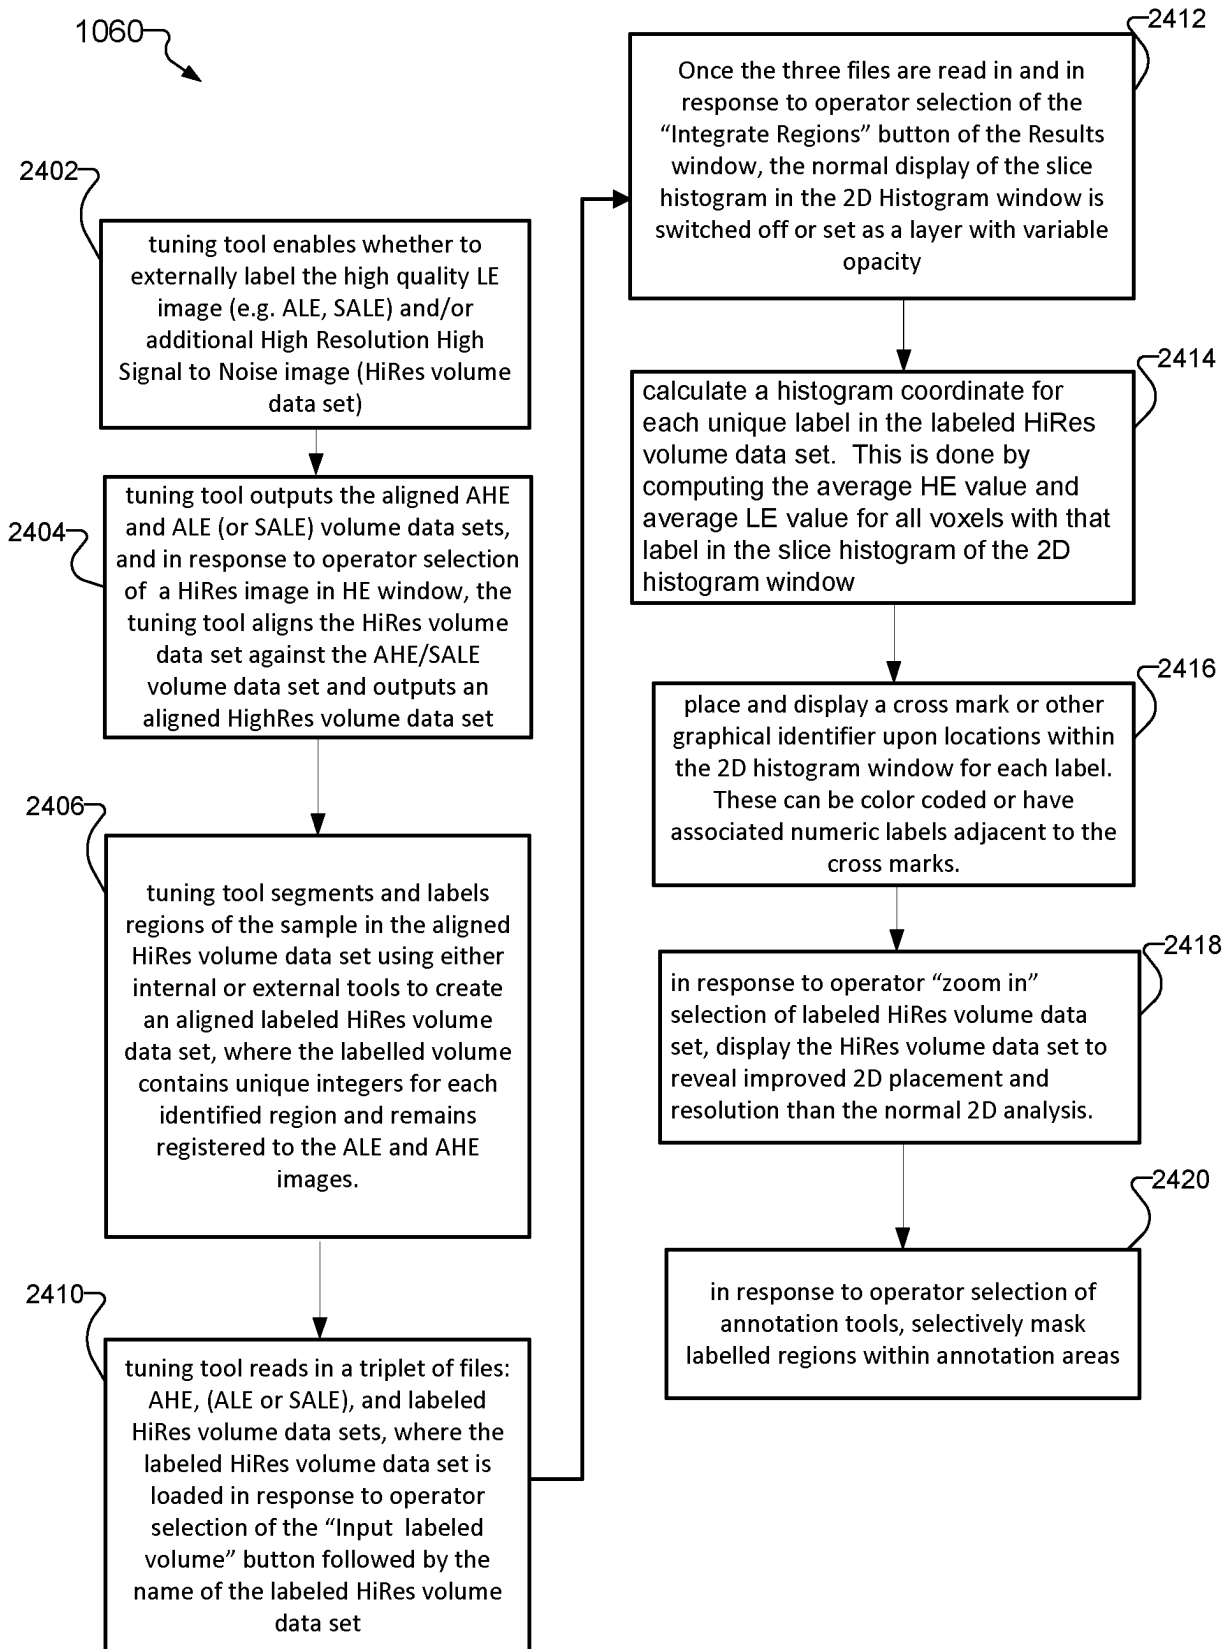 1060
2402
tuning tool enables whether to
externally label the high quality LE
image (e.g. ALE, SALE) and/or
additional High Resolution High
Signal to Noise image (HiRes volume
data set)
2404
tuning tool outputs the aligned AHE
and ALE (or SALE) volume data sets,
and in response to operator selection
of a HiRes image in HE window, the
tuning tool aligns the HiRes volume
data set against the AHE/SALE
volume data set and outputs an
aligned HighRes volume data set
2406
tuning tool segments and labels
regions of the sample in the aligned
HiRes volume data set using either
internal or external tools to create
an aligned labeled HiRes volume
data set, where the labelled volume
contains unique integers for each
identified region and remains
registered to the ALE and AHE
images.
2410
tuning tool reads in a triplet of files:
AHE, (ALE or SALE), and labeled
HiRes volume data sets, where the
labeled HiRes volume data set is
loaded in response to operator
selection of the “Input labeled
volume” button followed by the
name of the labeled HiRes volume
data set
2412
Once the three files are read in and in
response to operator selection of the
“Integrate Regions” button of the Results
window, the normal display of the slice
histogram in the 2D Histogram window is
switched off or set as a layer with variable
opacity
2414
calculate a histogram coordinate for
each unique label in the labeled HiRes
volume data set. This is done by
computing the average HE value and
average LE value for all voxels with that
label in the slice histogram of the 2D
histogram window
2416
place and display a cross mark or other
graphical identifier upon locations within
the 2D histogram window for each label.
These can be color coded or have
associated numeric labels adjacent to the
cross marks.
2418
in response to operator “zoom in”
selection of labeled HiRes volume data
set, display the HiRes volume data set to
reveal improved 2D placement and
resolution than the normal 2D analysis.
2420
in response to operator selection of
annotation tools, selectively mask
labelled regions within annotation areas